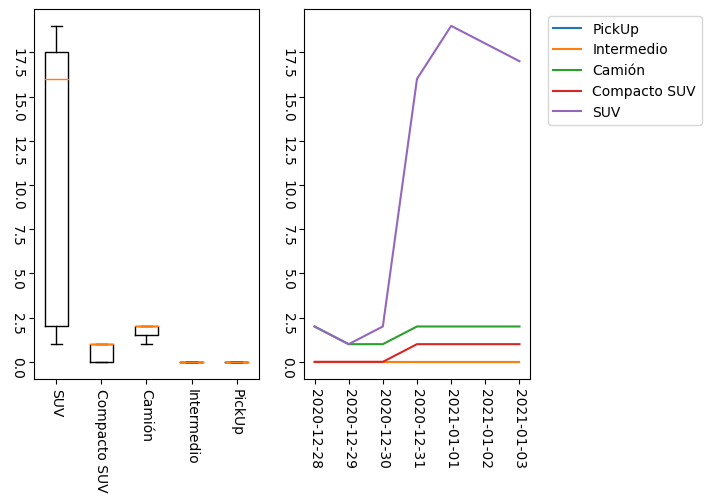 17.5
15.0
12.5
10.0
7.5
5.0
2.5
0.0
SUV
Compacto SUV
Camión
Intermedio
PickUp
17.5
15.0
12.5
10.0
7.5
5.0
2.5
0.0
2020-12-28
2020-12-29
2020-12-30
2020-12-31
2021-01-01
2021-01-02
2021-01-03
PickUp
Intermedio
Camión
Compacto SUV
SUV